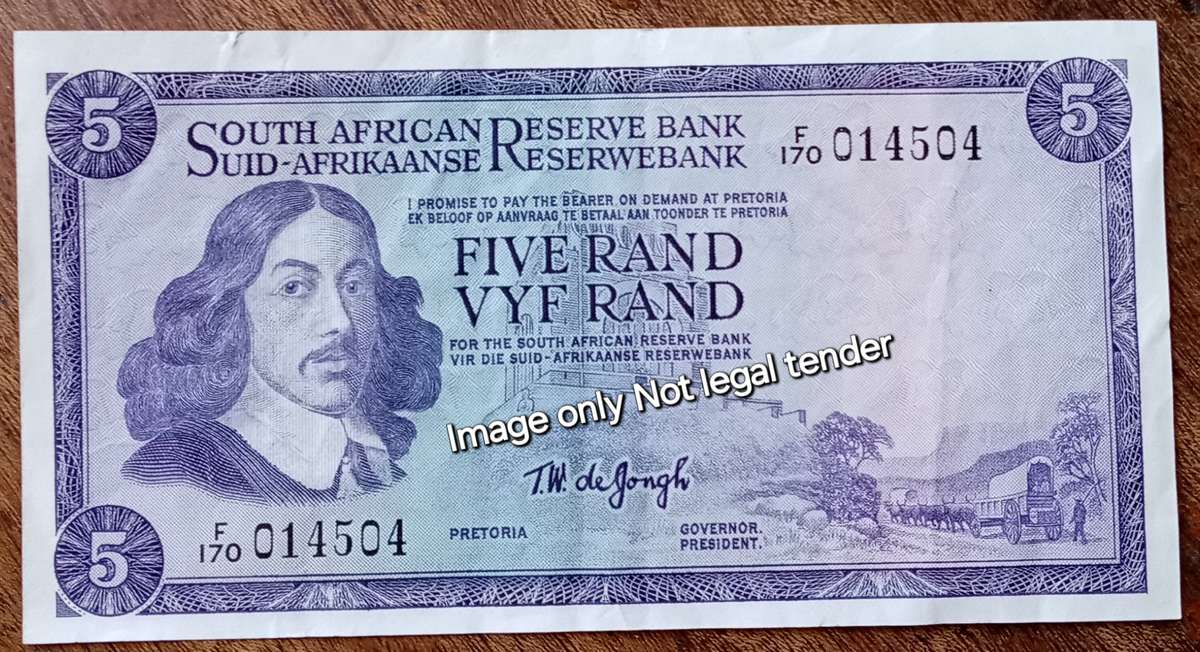 5
5
SOUTH AFRICAN RESERVE BANK
SUID-AFRIKAANSE RESERWEBANK
F/170 014504
I PROMISE TO PAY THE BEARER ON DEMAND AT PRETORIA
EK BELOOF OP AANVRAAG TE BETAAL AAN TOONDER TE PRETORIA
FIVE RAND
VYF RAND
FOR THE SOUTH AFRICAN RESERVE BANK
VIR DIE SUID-AFRIKAANSE RESERWEBANK
Image only Not legal tender
T.W. de Jongh
F/170 014504
PRETORIA
GOVERNOR.
PRESIDENT.
5